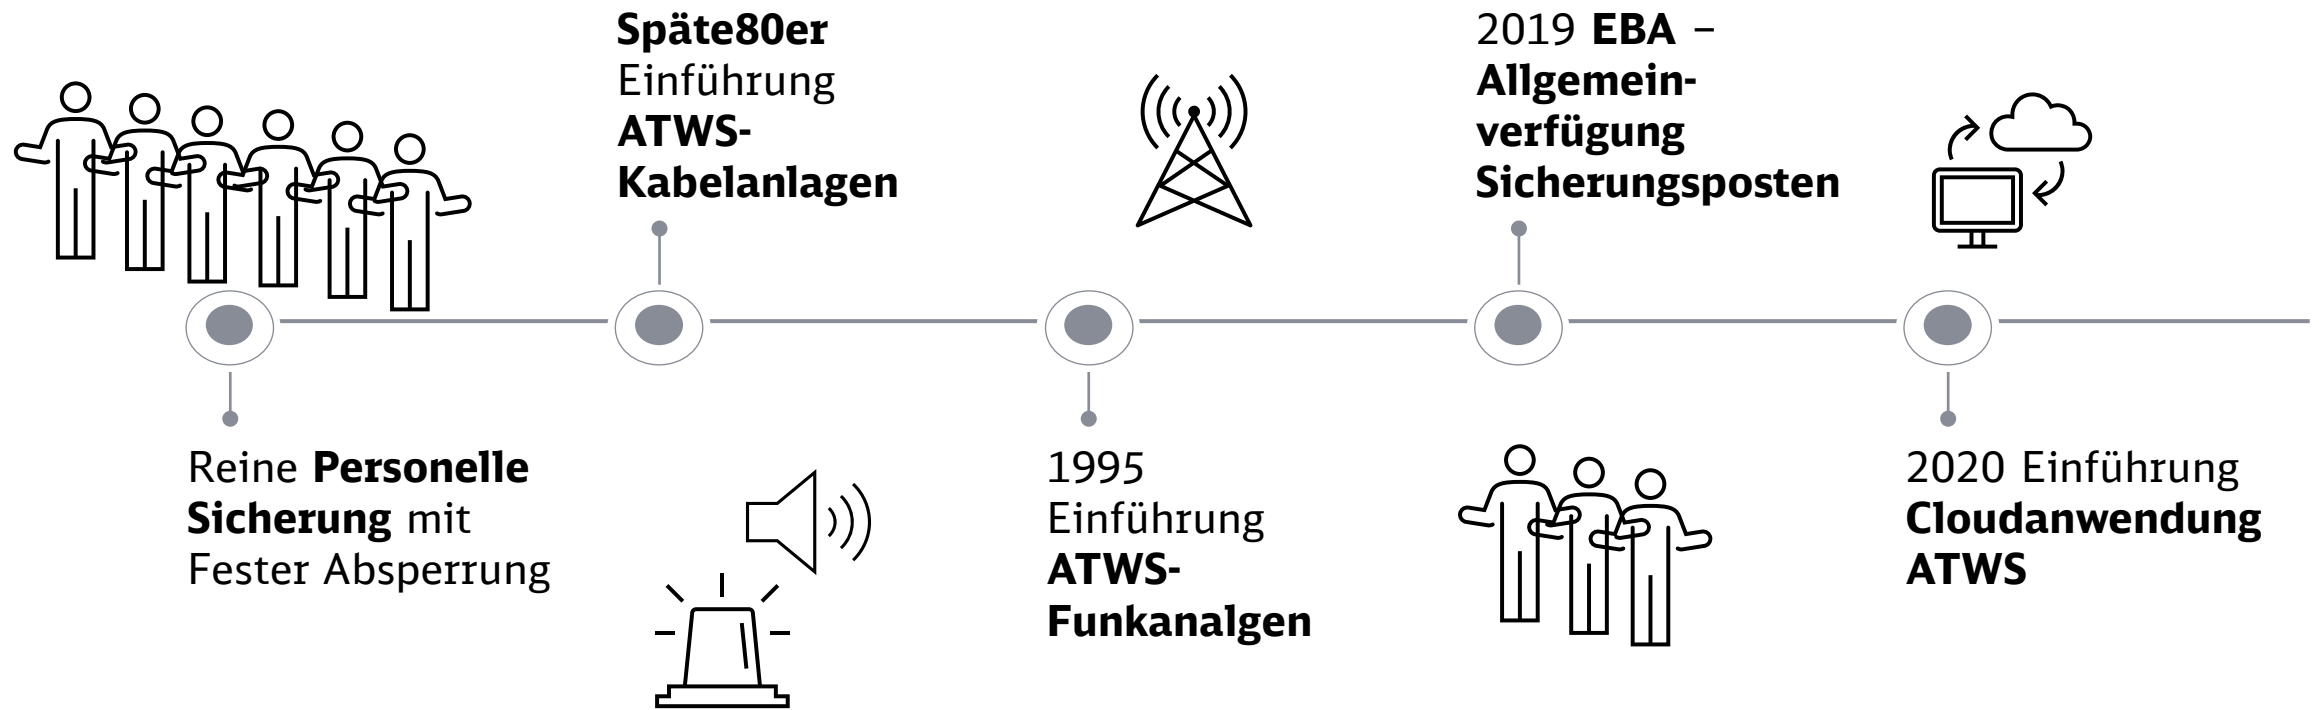 Späte80er
Einführung
ATWS-
Kabelanlagen
2019 EBA –
Allgemein-
verfügung
Sicherungsposten
Reine Personelle
Sicherung mit
Fester Absperrung
1995
Einführung
ATWS-
Funkanalgen
2020 Einführung
Cloudanwendung
ATWS